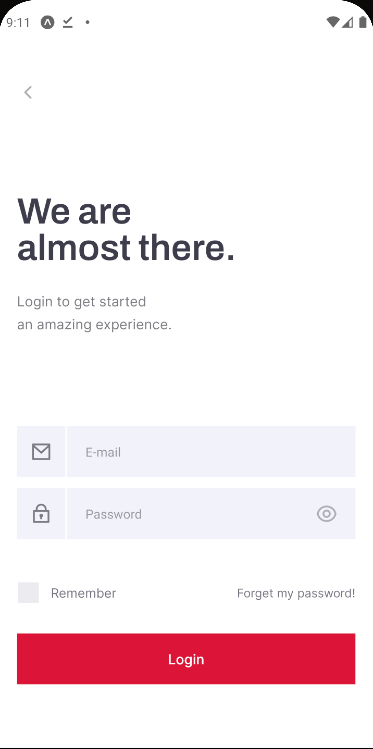 9:11
We are
almost there.
Login to get started
an amazing experience.
E-mail
Password
Remember
Forget my password!
Login